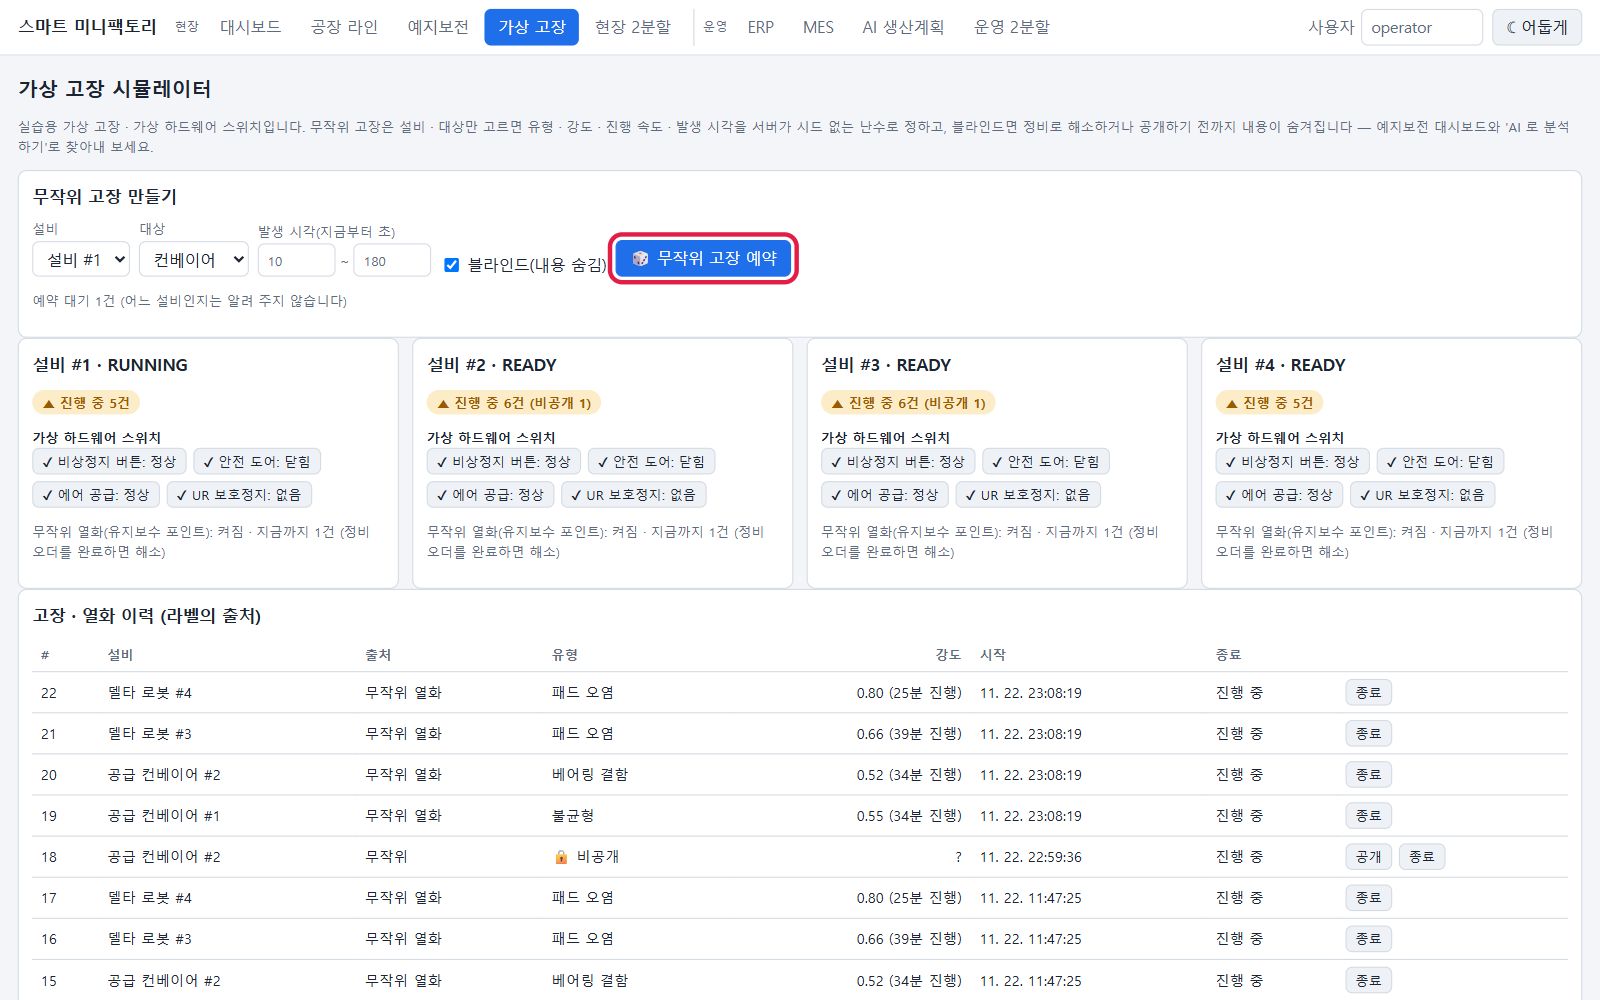 스마트 미니팩토리 현장 대시보드 공장 라인 예지보전 가상 고장 현장 2분할 운영 ERP MES AI 생산계획 운영 2분할 사용자 operator ☾ 어둡게
가상 고장 시뮬레이터
실습용 가상 고장 · 가상 하드웨어 스위치입니다. 무작위 고장은 설비 · 대상만 고르면 유형 · 강도 · 진행 속도 · 발생 시각을 서버가 시드 없는 난수로 정하고, 블라인드면 정비로 해소하거나 공개하기 전까지 내용이 숨겨집니다 — 예지보전 대시보드와 'AI 로 분석
하기'로 찾아내 보세요.
무작위 고장 만들기
설비 대상 발생 시각(지금부터 초)
설비 #1 컨베이어 10 ~ 180 블라인드(내용 숨김) 🎲 무작위 고장 예약
예약 대기 1건 (어느 설비인지는 알려 주지 않습니다)
설비 #1 · RUNNING
▲ 진행 중 5건
가상 하드웨어 스위치
✓ 비상정지 버튼: 정상 ✓ 안전 도어: 닫힘
✓ 에어 공급: 정상 ✓ UR 보호정지: 없음
무작위 열화(유지보수 포인트): 켜짐 · 지금까지 1건 (정비
오더를 완료하면 해소)
설비 #2 · READY
▲ 진행 중 6건 (비공개 1)
가상 하드웨어 스위치
✓ 비상정지 버튼: 정상 ✓ 안전 도어: 닫힘
✓ 에어 공급: 정상 ✓ UR 보호정지: 없음
무작위 열화(유지보수 포인트): 켜짐 · 지금까지 1건 (정비
오더를 완료하면 해소)
설비 #3 · READY
▲ 진행 중 6건 (비공개 1)
가상 하드웨어 스위치
✓ 비상정지 버튼: 정상 ✓ 안전 도어: 닫힘
✓ 에어 공급: 정상 ✓ UR 보호정지: 없음
무작위 열화(유지보수 포인트): 켜짐 · 지금까지 1건 (정비
오더를 완료하면 해소)
설비 #4 · READY
▲ 진행 중 5건
가상 하드웨어 스위치
✓ 비상정지 버튼: 정상 ✓ 안전 도어: 닫힘
✓ 에어 공급: 정상 ✓ UR 보호정지: 없음
무작위 열화(유지보수 포인트): 켜짐 · 지금까지 1건 (정비
오더를 완료하면 해소)
고장 · 열화 이력 (라벨의 출처)
# 설비 출처 유형 강도 시작 종료
22 델타 로봇 #4 무작위 열화 패드 오염 0.80 (25분 진행) 11. 22. 23:08:19 진행 중 종료
21 델타 로봇 #3 무작위 열화 패드 오염 0.66 (39분 진행) 11. 22. 23:08:19 진행 중 종료
20 공급 컨베이어 #2 무작위 열화 베어링 결함 0.52 (34분 진행) 11. 22. 23:08:19 진행 중 종료
19 공급 컨베이어 #1 무작위 열화 불균형 0.55 (34분 진행) 11. 22. 23:08:19 진행 중 종료
18 공급 컨베이어 #2 무작위 🔒 비공개 ? 11. 22. 22:59:36 진행 중 공개 종료
17 델타 로봇 #4 무작위 열화 패드 오염 0.80 (25분 진행) 11. 22. 11:47:25 진행 중 종료
16 델타 로봇 #3 무작위 열화 패드 오염 0.66 (39분 진행) 11. 22. 11:47:25 진행 중 종료
15 공급 컨베이어 #2 무작위 열화 베어링 결함 0.52 (34분 진행) 11. 22. 11:47:25 진행 중 종료